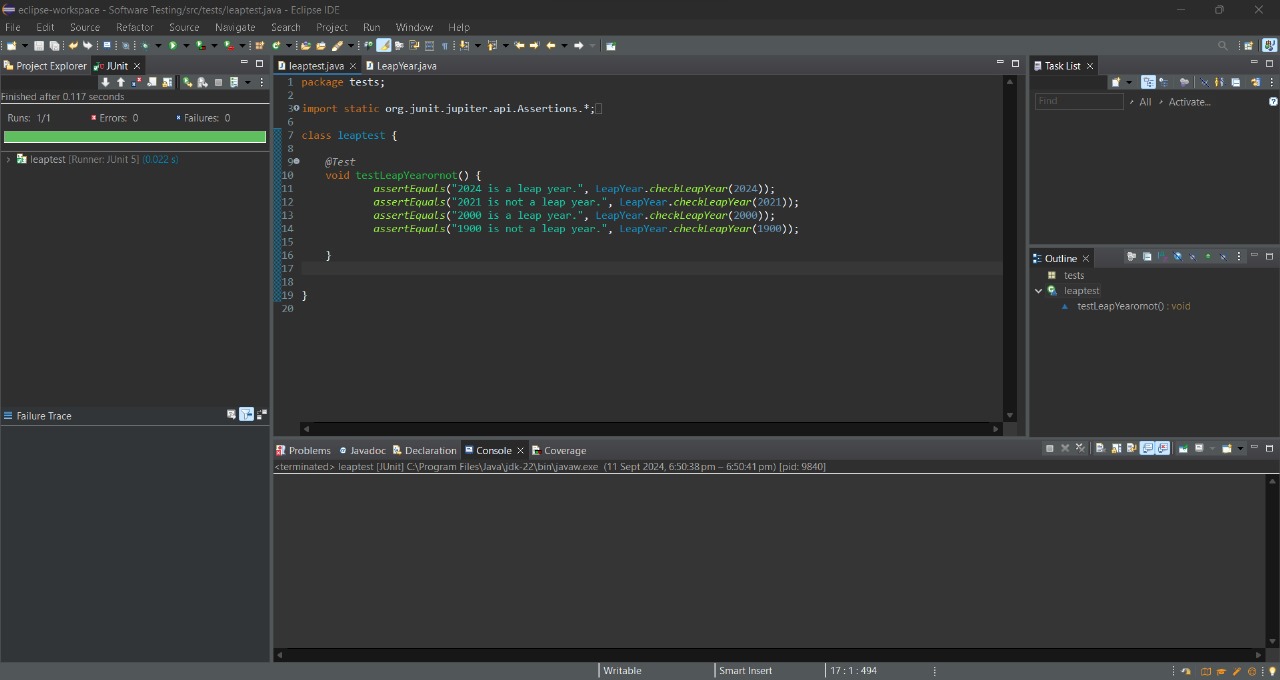 eclipse-workspace - Software Testing/src/tests/leaptest.java - Eclipse IDE
File Edit Source Refactor Source Navigate Search Project Run Window Help
Project Explorer JUnit
Finished after 0.117 seconds
Runs: 1/1 Errors: 0 Failures: 0
leaptest [Runner: JUnit 5] (0.022 s)
Failure Trace
leaptest.java LeapYear.java
1 package tests;
2
3 import static org.junit.jupiter.api.Assertions.*;
6
7 class leaptest {
8
9 @Test
10 void testLeapYearornot() {
11 assertEquals("2024 is a leap year.", LeapYear.checkLeapYear(2024));
12 assertEquals("2021 is not a leap year.", LeapYear.checkLeapYear(2021));
13 assertEquals("2000 is a leap year.", LeapYear.checkLeapYear(2000));
14 assertEquals("1900 is not a leap year.", LeapYear.checkLeapYear(1900));
15
16 }
17
18
19 }
20
Task List
Find All Activate...
Outline
tests
leaptest
testLeapYearornot() : void
Problems Javadoc Declaration Console Coverage
<terminated> leaptest [JUnit] C:\Program Files\Java\jdk-22\bin\javaw.exe (11 Sept 2024, 6:50:38 pm – 6:50:41 pm) [pid: 9840]
Writable Smart Insert 17 : 1 : 494